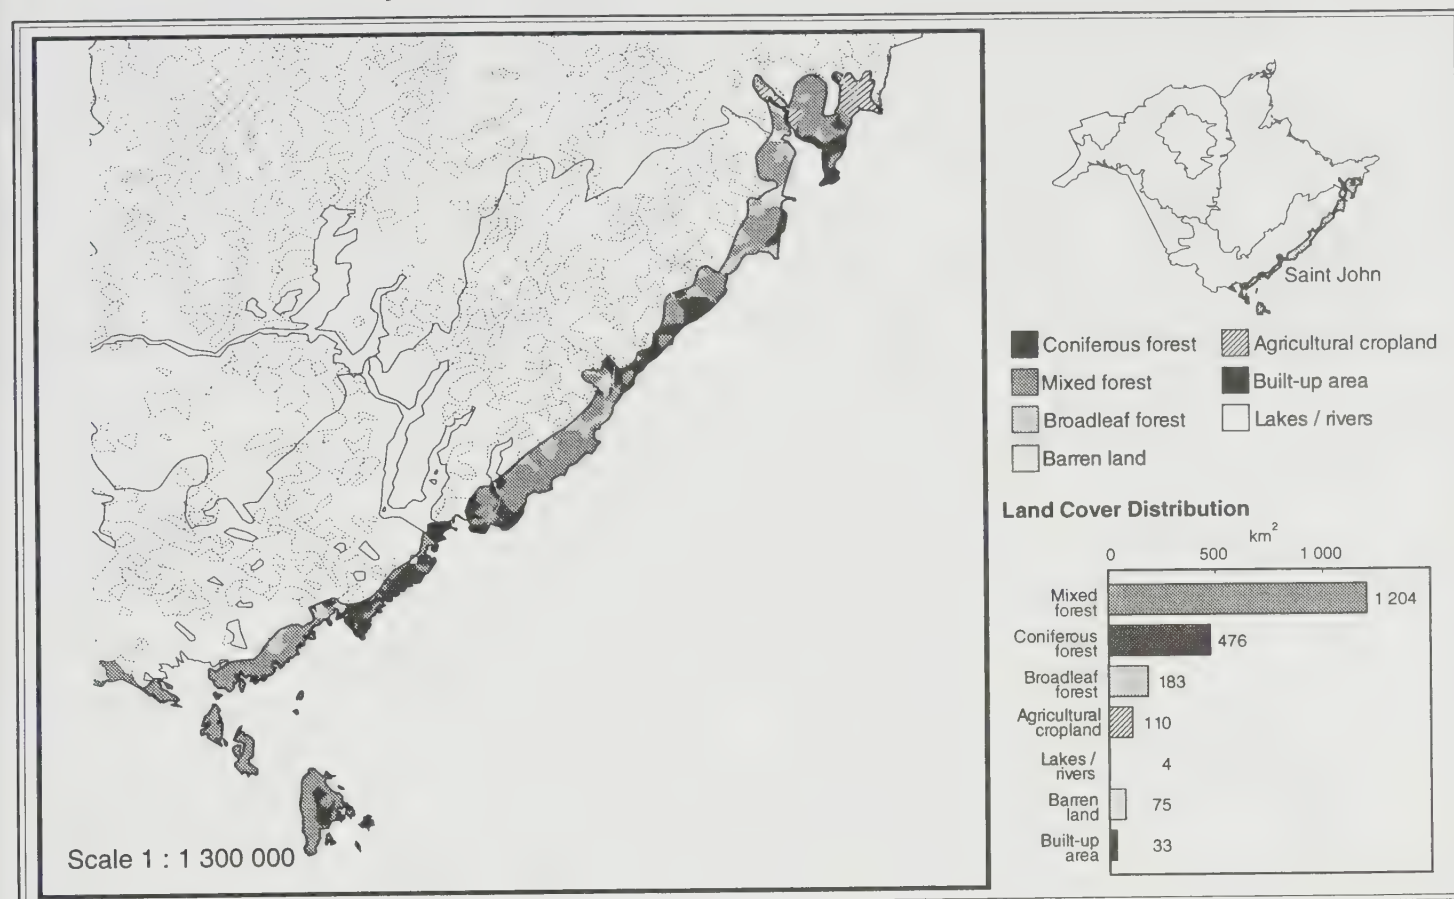 Scale 1 : 1 300 000
Saint John
Coniferous forest
Mixed forest
Broadleaf forest
Barren land
Agricultural cropland
Built-up area
Lakes / rivers
Land Cover Distribution
km2
0 500 1 000
Mixed
forest
1 204
Coniferous
forest
476
Broadleaf
forest
183
Agricultural
cropland
110
Lakes /
rivers
4
Barren
land
75
Built-up
area
33